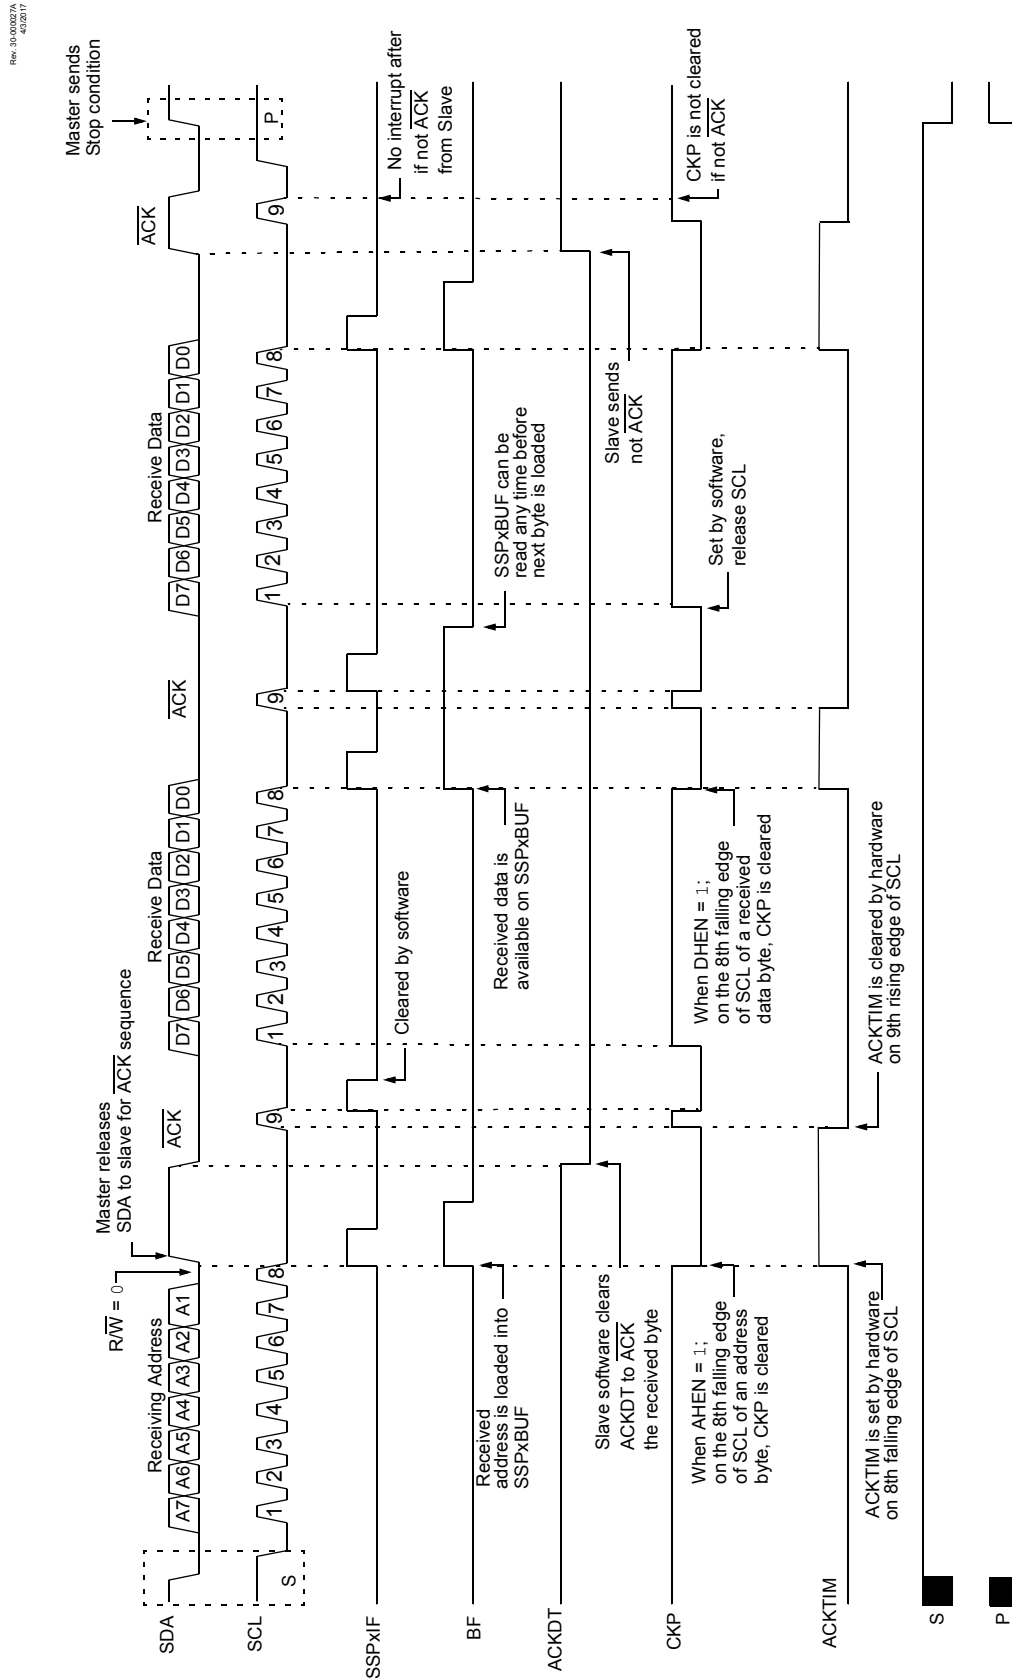 Rev. 30-000027A
4/3/2017
Master sends
Stop condition
Master releases
SDA to slave for ACK sequence
R/W = 0
Receiving Address
Receive Data
Receive Data
ACK
ACK
ACK
SDA
A7 A6 A5 A4 A3 A2 A1
D7 D6 D5 D4 D3 D2 D1 D0
D7 D6 D5 D4 D3 D2 D1 D0
SCL
S
1 2 3 4 5 6 7 8 9
1 2 3 4 5 6 7 8 9
1 2 3 4 5 6 7 8 9
P
SSPxIF
Cleared by software
No interrupt after
if not ACK
from Slave
BF
Received
address is loaded into
SSPxBUF
Received data is
available on SSPxBUF
SSPxBUF can be
read any time before
next byte is loaded
ACKDT
Slave software clears
ACKDT to ACK
the received byte
Slave sends
not ACK
CKP
When AHEN = 1;
on the 8th falling edge
of SCL of an address
byte, CKP is cleared
When DHEN = 1;
on the 8th falling edge
of SCL of a received
data byte, CKP is cleared
Set by software,
release SCL
CKP is not cleared
if not ACK
ACKTIM
ACKTIM is set by hardware
on 8th falling edge of SCL
ACKTIM is cleared by hardware
on 9th rising edge of SCL
S
P